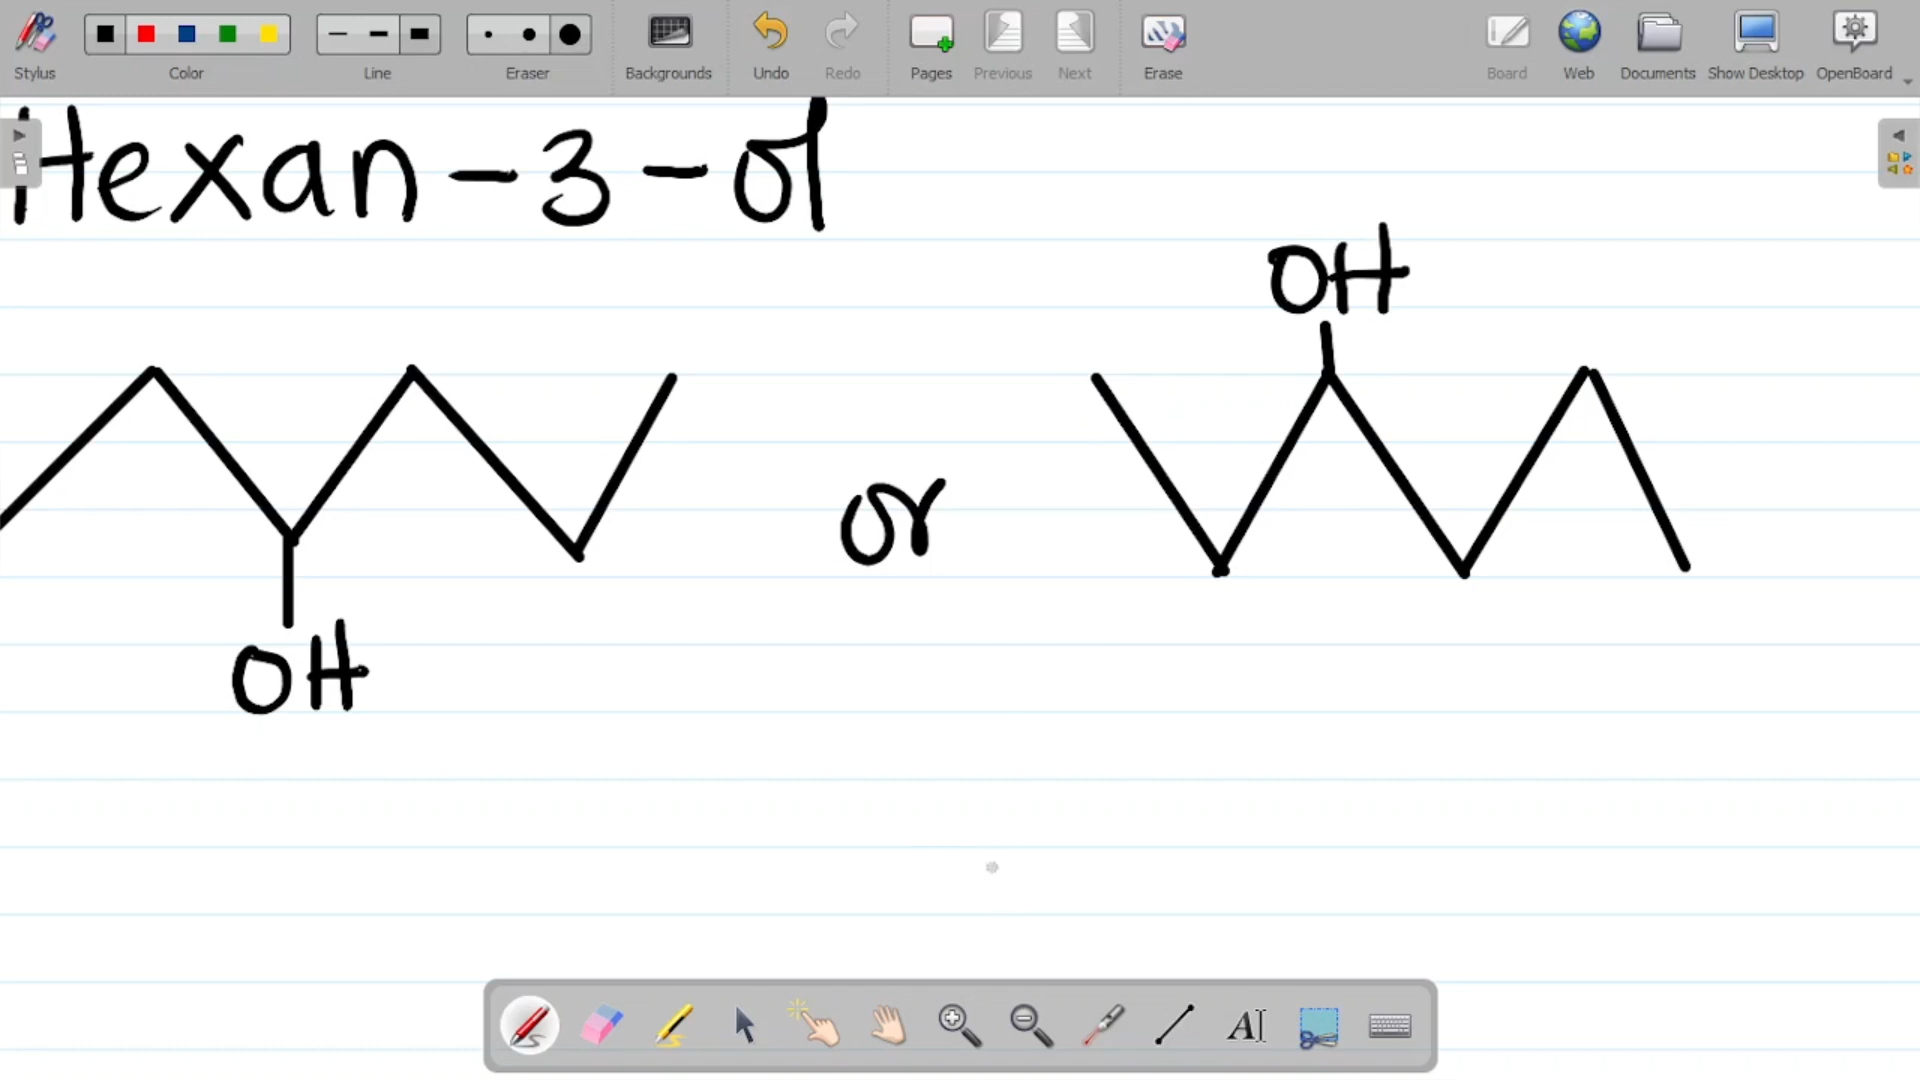 Stylus Color Line Eraser Backgrounds Undo Redo Pages Previous Next Erase Board Web Documents Show Desktop OpenBoard
Hexan-3-ol
OH
or
OH
AI